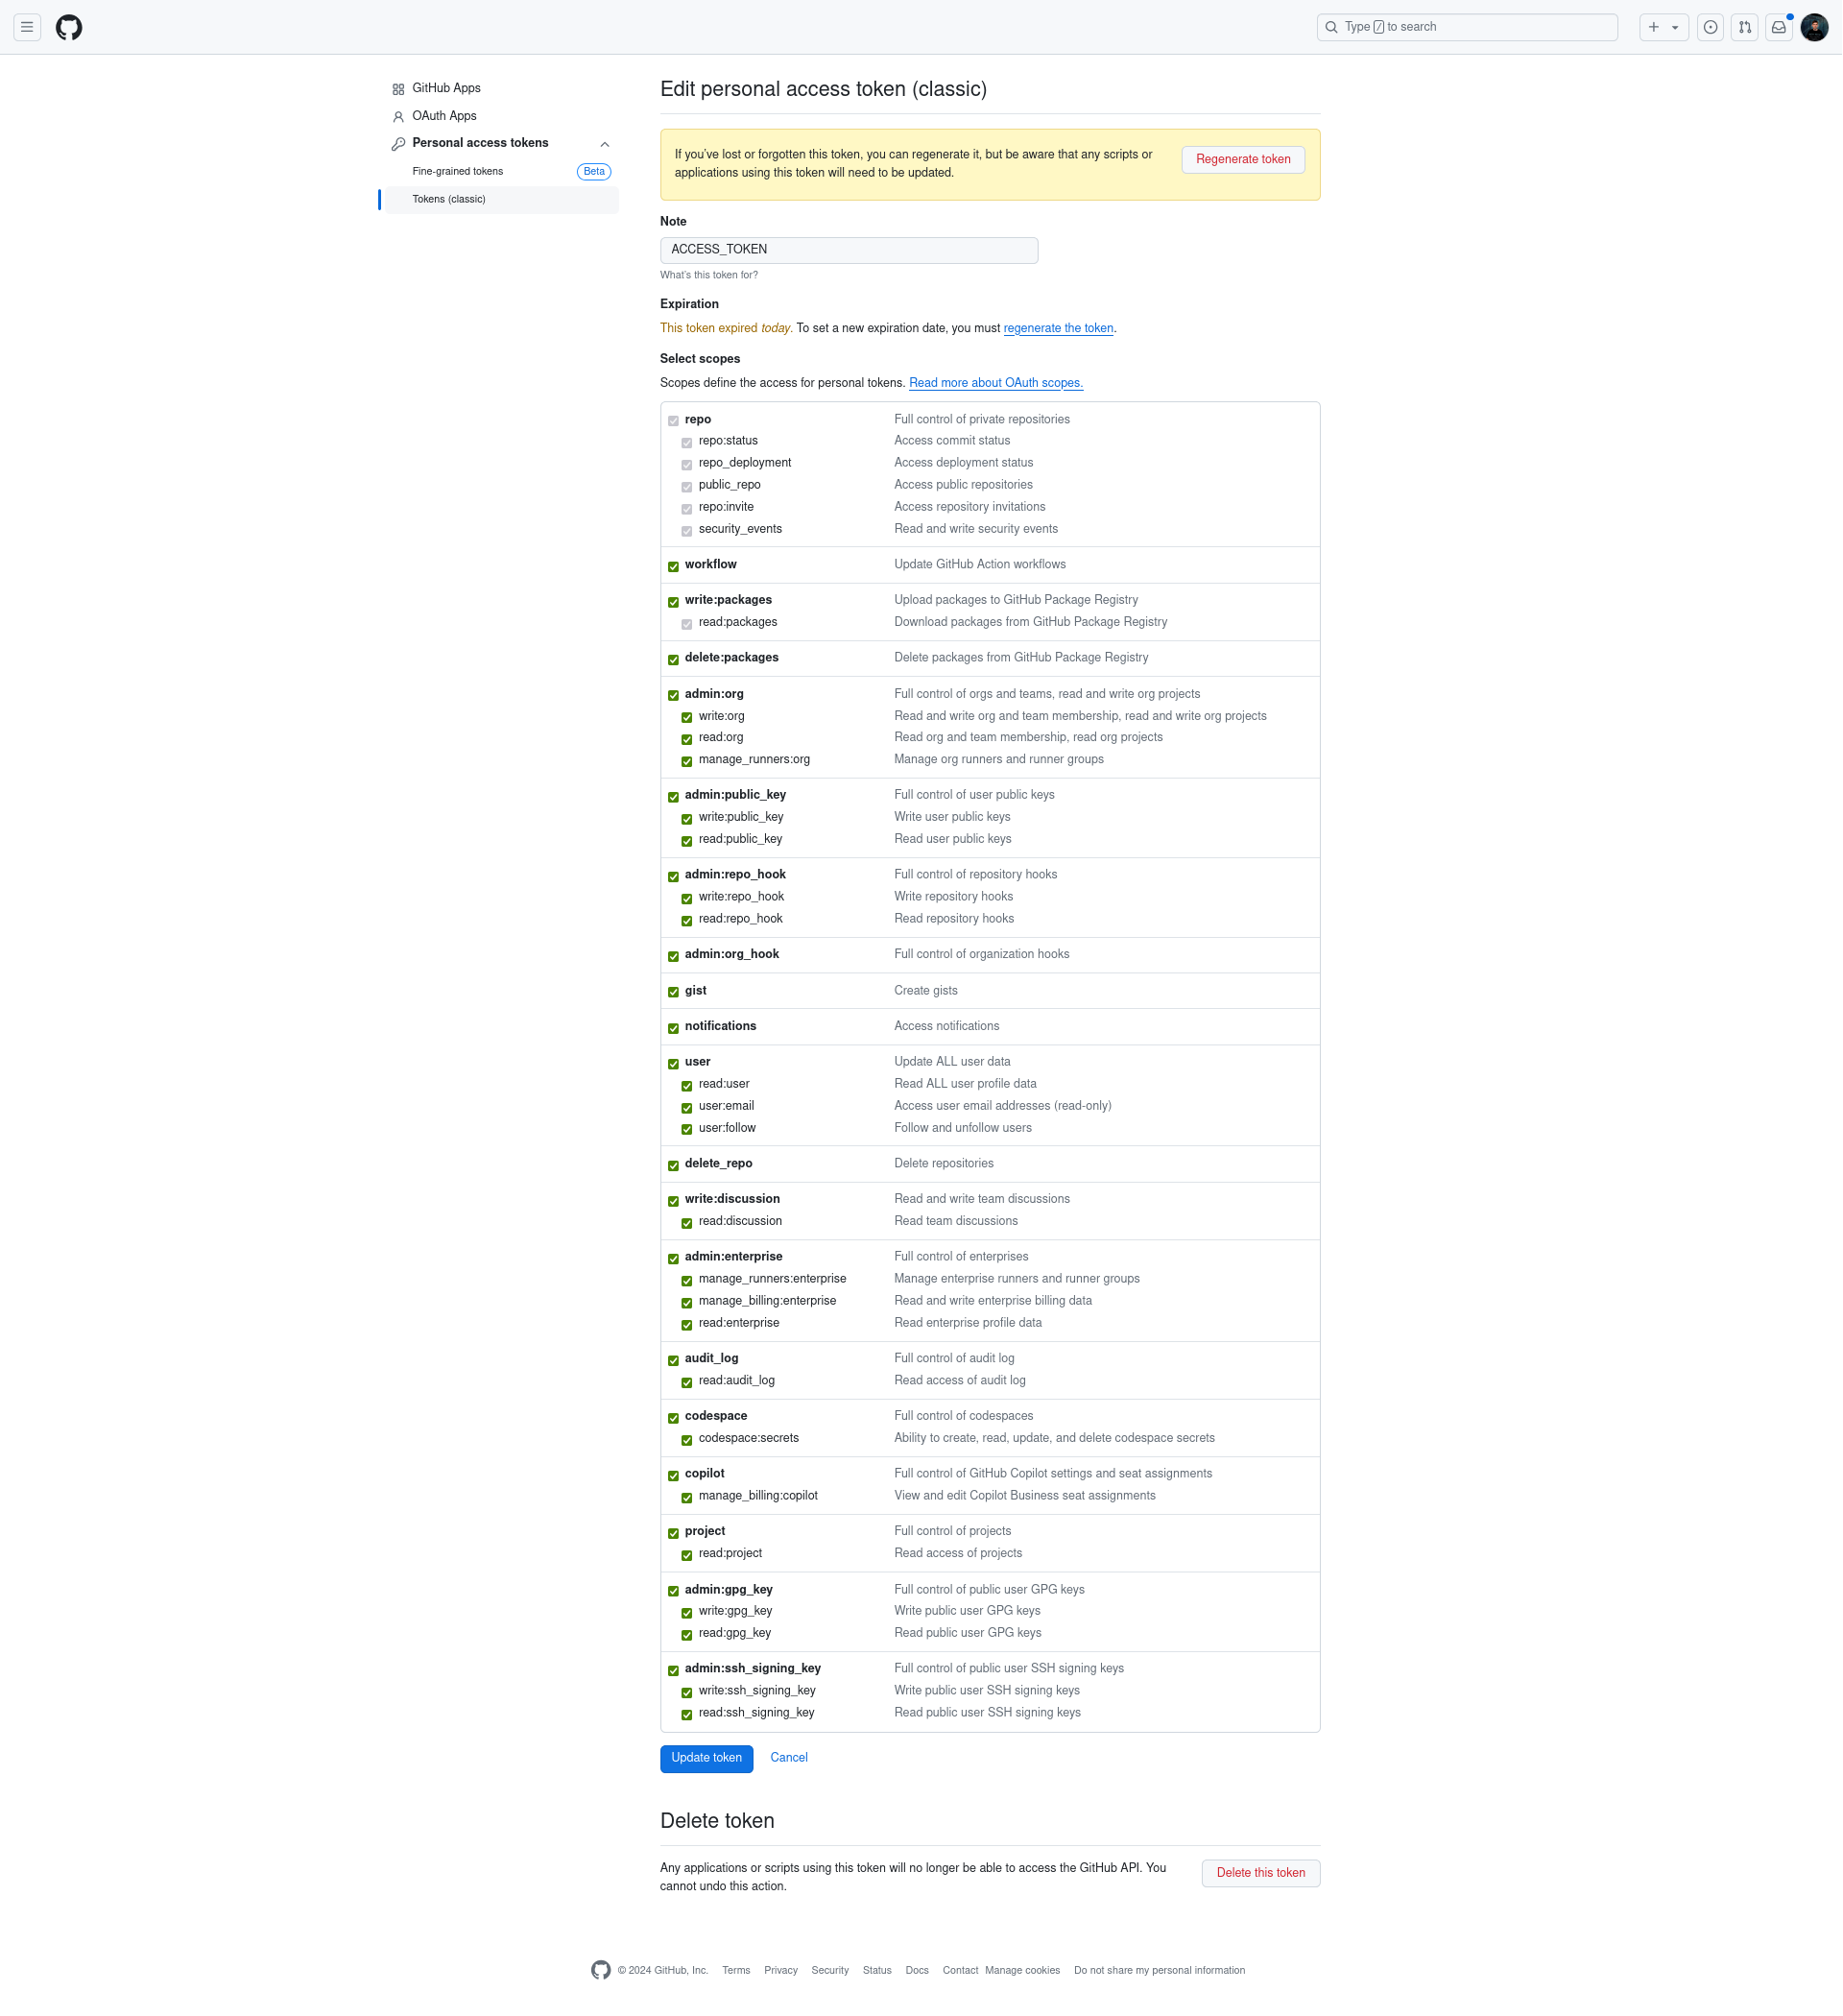 Type / to search
GitHub Apps
OAuth Apps
Personal access tokens
Fine-grained tokens Beta
Tokens (classic)
Edit personal access token (classic)
If you've lost or forgotten this token, you can regenerate it, but be aware that any scripts or
applications using this token will need to be updated.
Regenerate token
Note
ACCESS_TOKEN
What's this token for?
Expiration
This token expired today. To set a new expiration date, you must regenerate the token.
Select scopes
Scopes define the access for personal tokens. Read more about OAuth scopes.
repo Full control of private repositories
repo:status Access commit status
repo_deployment Access deployment status
public_repo Access public repositories
repo:invite Access repository invitations
security_events Read and write security events
workflow Update GitHub Action workflows
write:packages Upload packages to GitHub Package Registry
read:packages Download packages from GitHub Package Registry
delete:packages Delete packages from GitHub Package Registry
admin:org Full control of orgs and teams, read and write org projects
write:org Read and write org and team membership, read and write org projects
read:org Read org and team membership, read org projects
manage_runners:org Manage org runners and runner groups
admin:public_key Full control of user public keys
write:public_key Write user public keys
read:public_key Read user public keys
admin:repo_hook Full control of repository hooks
write:repo_hook Write repository hooks
read:repo_hook Read repository hooks
admin:org_hook Full control of organization hooks
gist Create gists
notifications Access notifications
user Update ALL user data
read:user Read ALL user profile data
user:email Access user email addresses (read-only)
user:follow Follow and unfollow users
delete_repo Delete repositories
write:discussion Read and write team discussions
read:discussion Read team discussions
admin:enterprise Full control of enterprises
manage_runners:enterprise Manage enterprise runners and runner groups
manage_billing:enterprise Read and write enterprise billing data
read:enterprise Read enterprise profile data
audit_log Full control of audit log
read:audit_log Read access of audit log
codespace Full control of codespaces
codespace:secrets Ability to create, read, update, and delete codespace secrets
copilot Full control of GitHub Copilot settings and seat assignments
manage_billing:copilot View and edit Copilot Business seat assignments
project Full control of projects
read:project Read access of projects
admin:gpg_key Full control of public user GPG keys
write:gpg_key Write public user GPG keys
read:gpg_key Read public user GPG keys
admin:ssh_signing_key Full control of public user SSH signing keys
write:ssh_signing_key Write public user SSH signing keys
read:ssh_signing_key Read public user SSH signing keys
Update token Cancel
Delete token
Any applications or scripts using this token will no longer be able to access the GitHub API. You
cannot undo this action.
Delete this token
© 2024 GitHub, Inc. Terms Privacy Security Status Docs Contact Manage cookies Do not share my personal information